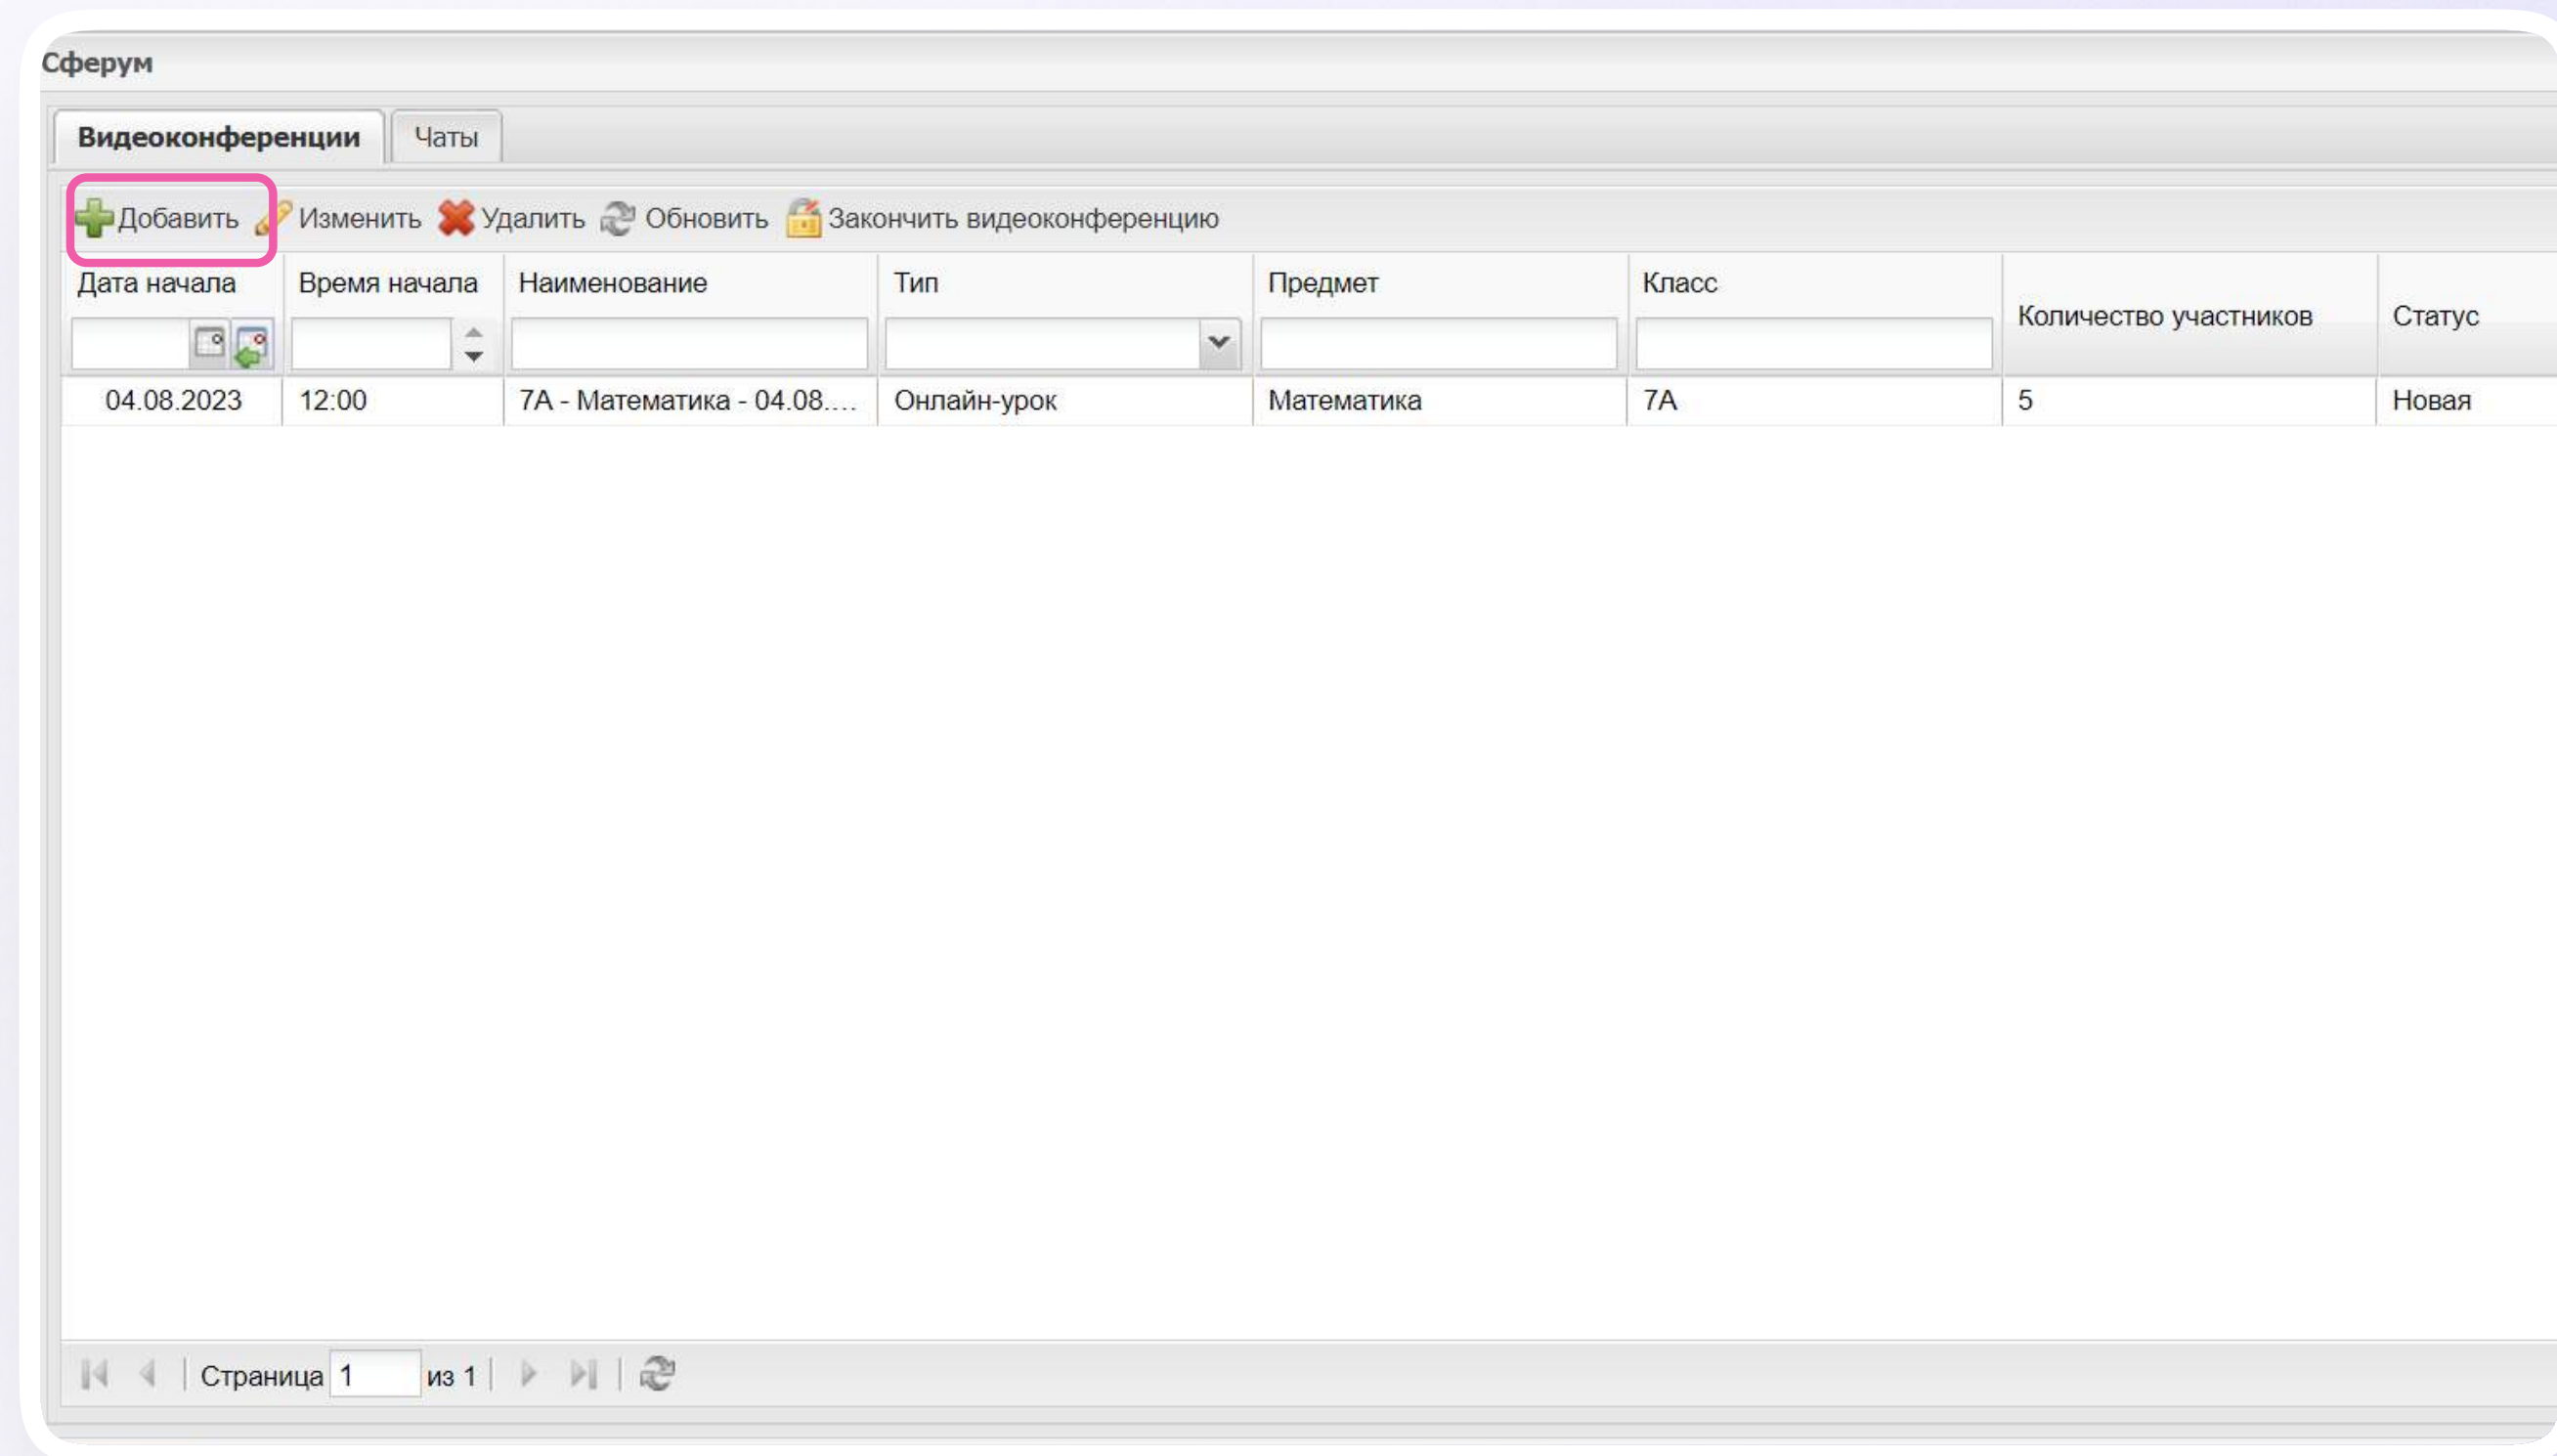 Сферум
Видеоконференции Чаты
Добавить Изменить Удалить Обновить Закончить видеоконференцию
Дата начала Время начала Наименование Тип Предмет Класс Количество участников Статус
04.08.2023 12:00 7А - Математика - 04.08.... Онлайн-урок Математика 7А 5 Новая
Страница 1 из 1